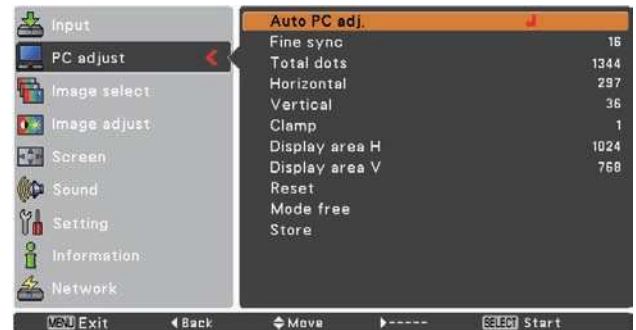 Input
PC adjust
Image select
Image adjust
Screen
Sound
Setting
Information
Network
Auto PC adj.
Fine sync 16
Total dots 1344
Horizontal 297
Vertical 36
Clamp 1
Display area H 1024
Display area V 768
Reset
Mode free
Store
MENU Exit Back Move ----- SELECT Start